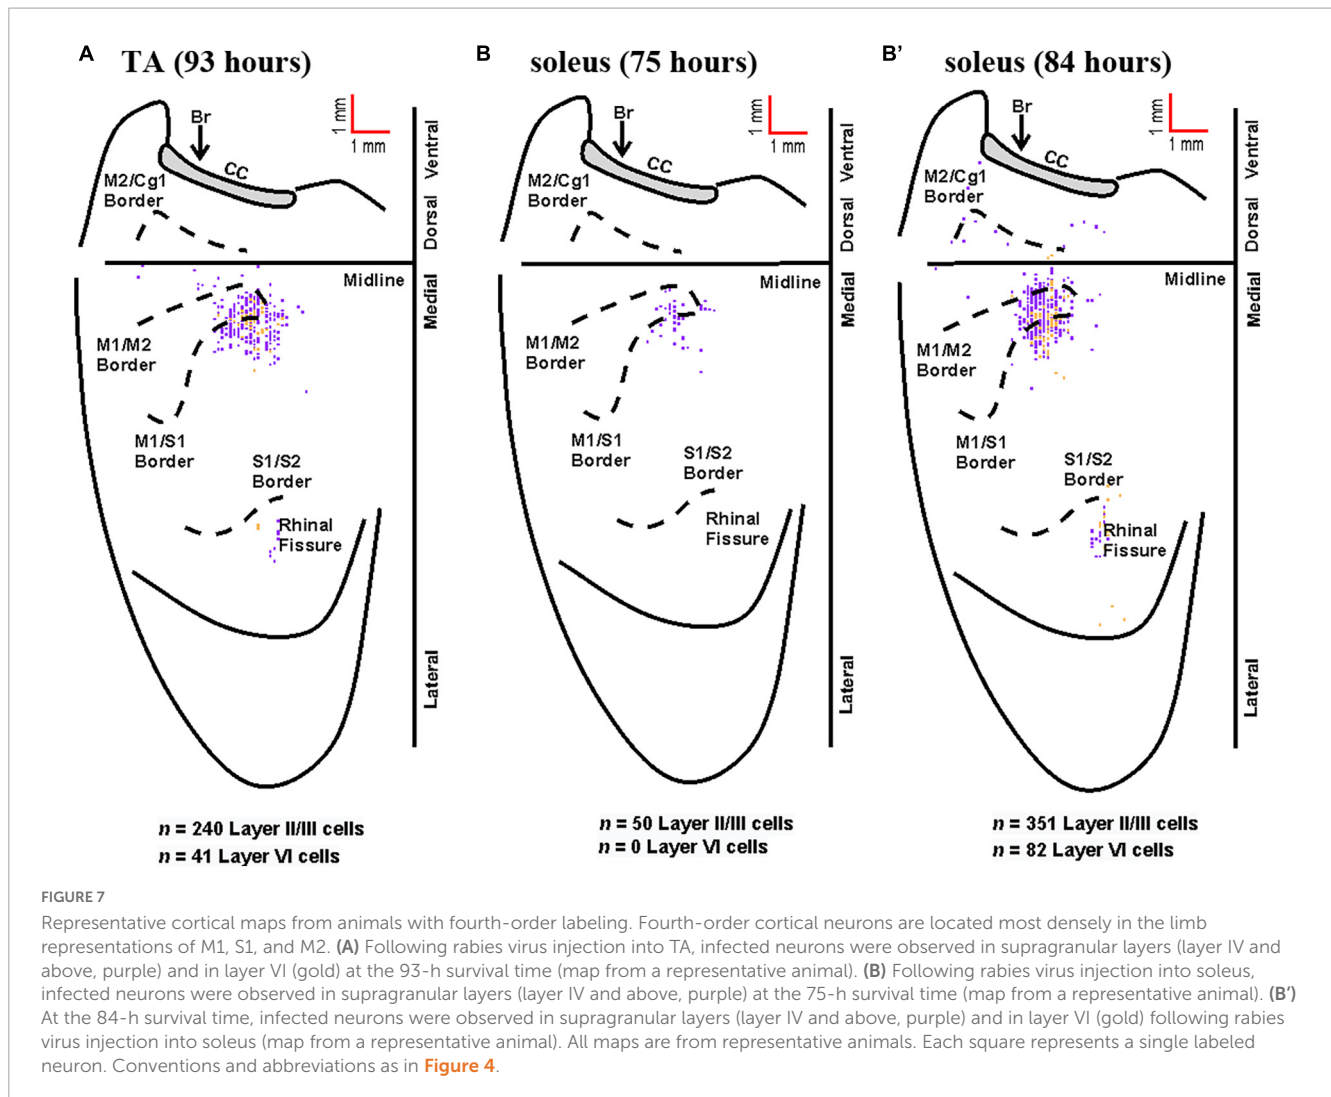 A TA (93 hours)
Br
1 mm
1 mm
CC
M2/Cg1
Border
Ventral
Dorsal
Midline
Medial
M1/M2
Border
M1/S1
Border
S1/S2
Border
Rhinal
Fissure
Lateral
n = 240 Layer II/III cells
n = 41 Layer VI cells
B soleus (75 hours)
Br
1 mm
1 mm
CC
M2/Cg1
Border
Ventral
Dorsal
Midline
Medial
M1/M2
Border
M1/S1
Border
S1/S2
Border
Rhinal
Fissure
Lateral
n = 50 Layer II/III cells
n = 0 Layer VI cells
B’ soleus (84 hours)
Br
1 mm
1 mm
CC
M2/Cg1
Border
Ventral
Dorsal
Midline
Medial
M1/M2
Border
M1/S1
Border
S1/S2
Border
Rhinal
Fissure
Lateral
n = 351 Layer II/III cells
n = 82 Layer VI cells
FIGURE 7
Representative cortical maps from animals with fourth-order labeling. Fourth-order cortical neurons are located most densely in the limb
representations of M1, S1, and M2. (A) Following rabies virus injection into TA, infected neurons were observed in supragranular layers (layer IV and
above, purple) and in layer VI (gold) at the 93-h survival time (map from a representative animal). (B) Following rabies virus injection into soleus,
infected neurons were observed in supragranular layers (layer IV and above, purple) at the 75-h survival time (map from a representative animal). (B’)
At the 84-h survival time, infected neurons were observed in supragranular layers (layer IV and above, purple) and in layer VI (gold) following rabies
virus injection into soleus (map from a representative animal). All maps are from representative animals. Each square represents a single labeled
neuron. Conventions and abbreviations as in Figure 4.